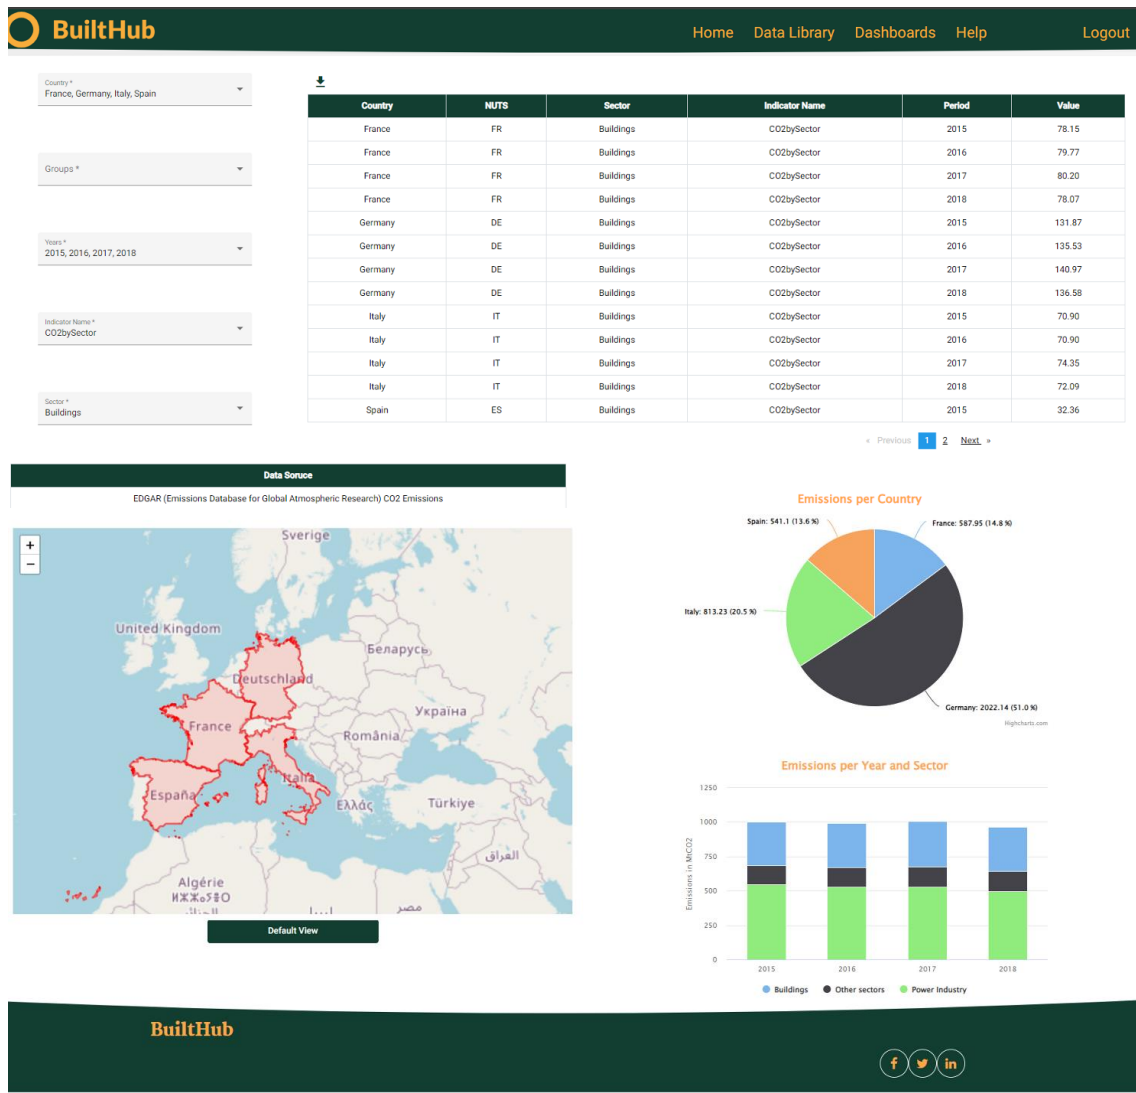 BuiltHub
Home Data Library Dashboards Help Logout
Country *
France, Germany, Italy, Spain
Groups *
Years *
2015, 2016, 2017, 2018
Indicator Name *
CO2bySector
Sector *
Buildings
Country NUTS Sector Indicator Name Period Value
France FR Buildings CO2bySector 2015 78.15
France FR Buildings CO2bySector 2016 79.77
France FR Buildings CO2bySector 2017 80.20
France FR Buildings CO2bySector 2018 78.07
Germany DE Buildings CO2bySector 2015 131.87
Germany DE Buildings CO2bySector 2016 135.53
Germany DE Buildings CO2bySector 2017 140.97
Germany DE Buildings CO2bySector 2018 136.58
Italy IT Buildings CO2bySector 2015 70.90
Italy IT Buildings CO2bySector 2016 70.90
Italy IT Buildings CO2bySector 2017 74.35
Italy IT Buildings CO2bySector 2018 72.09
Spain ES Buildings CO2bySector 2015 32.36
« Previous 1 2 Next »
Data Soruce
EDGAR (Emissions Database for Global Atmospheric Research) CO2 Emissions
+
−
Sverige
United Kingdom
Беларусь
Deutschland
Україна
France
România
Italia
España
Ελλάς
Türkiye
العراق
Algérie
ⵍⵣⵣⴰⵢⴻⵔ
مصر
Default View
Emissions per Country
Spain: 541.1 (13.6 %)
France: 587.95 (14.8 %)
Italy: 813.23 (20.5 %)
Germany: 2022.14 (51.0 %)
Highcharts.com
Emissions per Year and Sector
Emissions in MtCO2
1250
1000
750
500
250
0
2015 2016 2017 2018
Buildings Other sectors Power Industry
BuiltHub